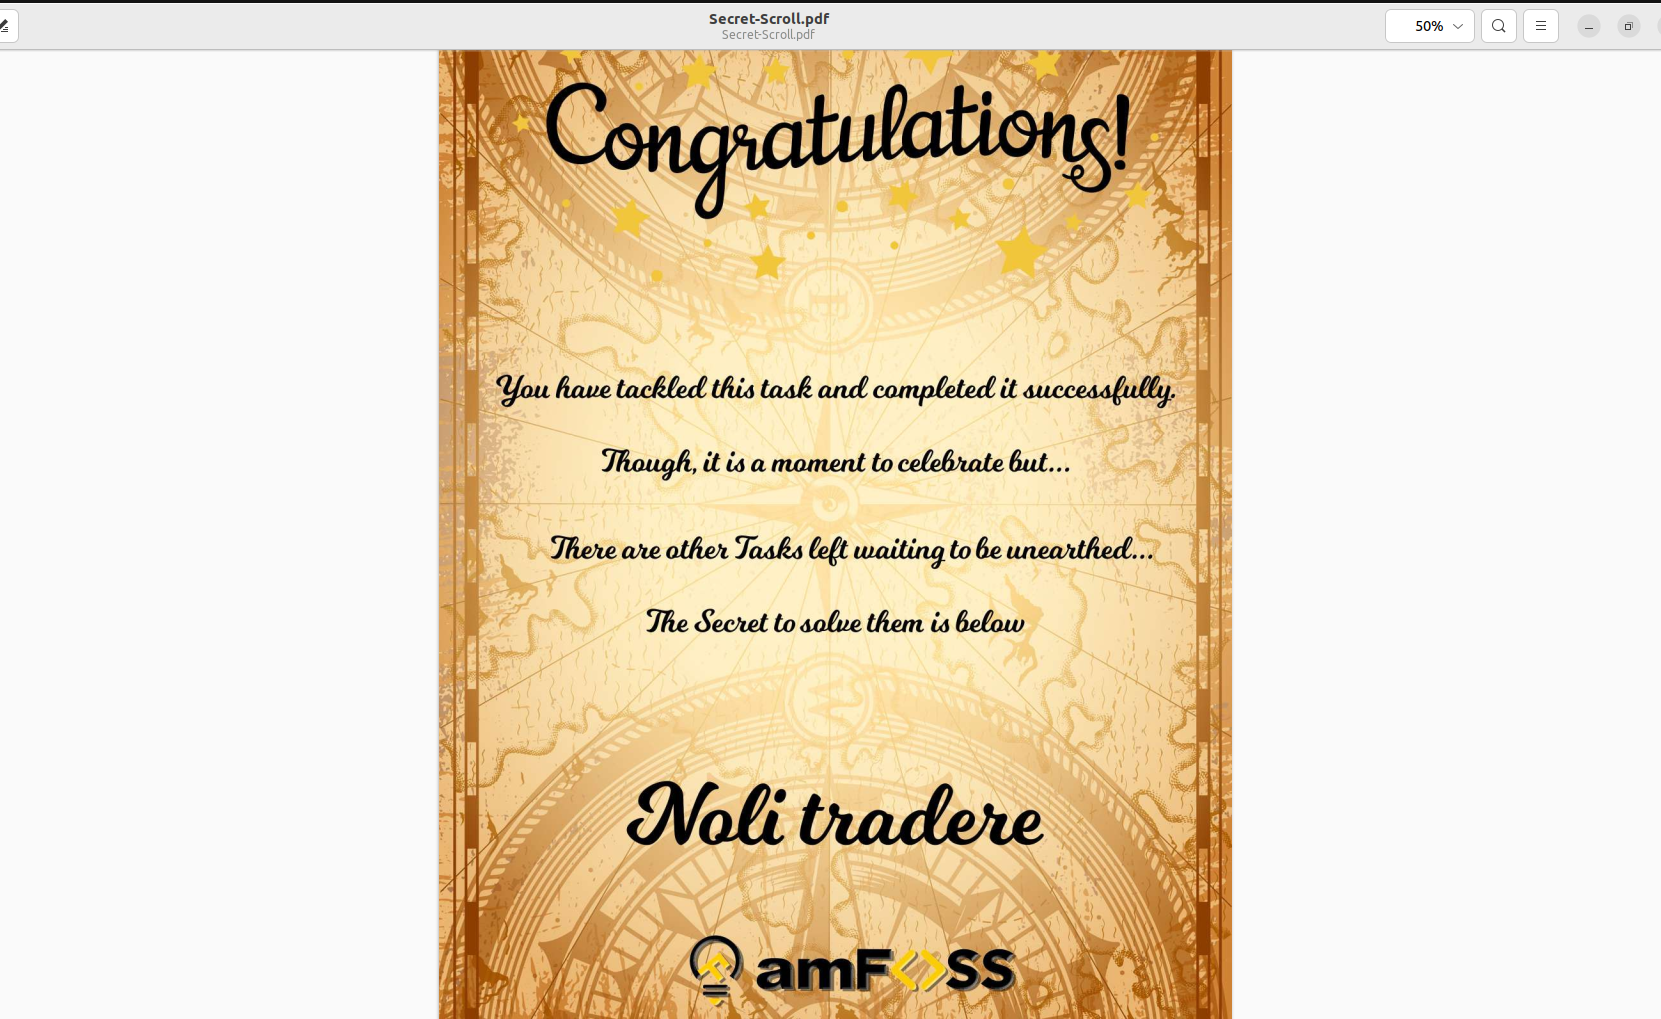 Secret-Scroll.pdf
Secret-Scroll.pdf
50%
Congratulations!
E
You have tackled this task and completed it successfully.
Though, it is a moment to celebrate but...
There are other Tasks left waiting to be unearthed...
The Secret to solve them is below
W
Noli tradere
amF<>SS